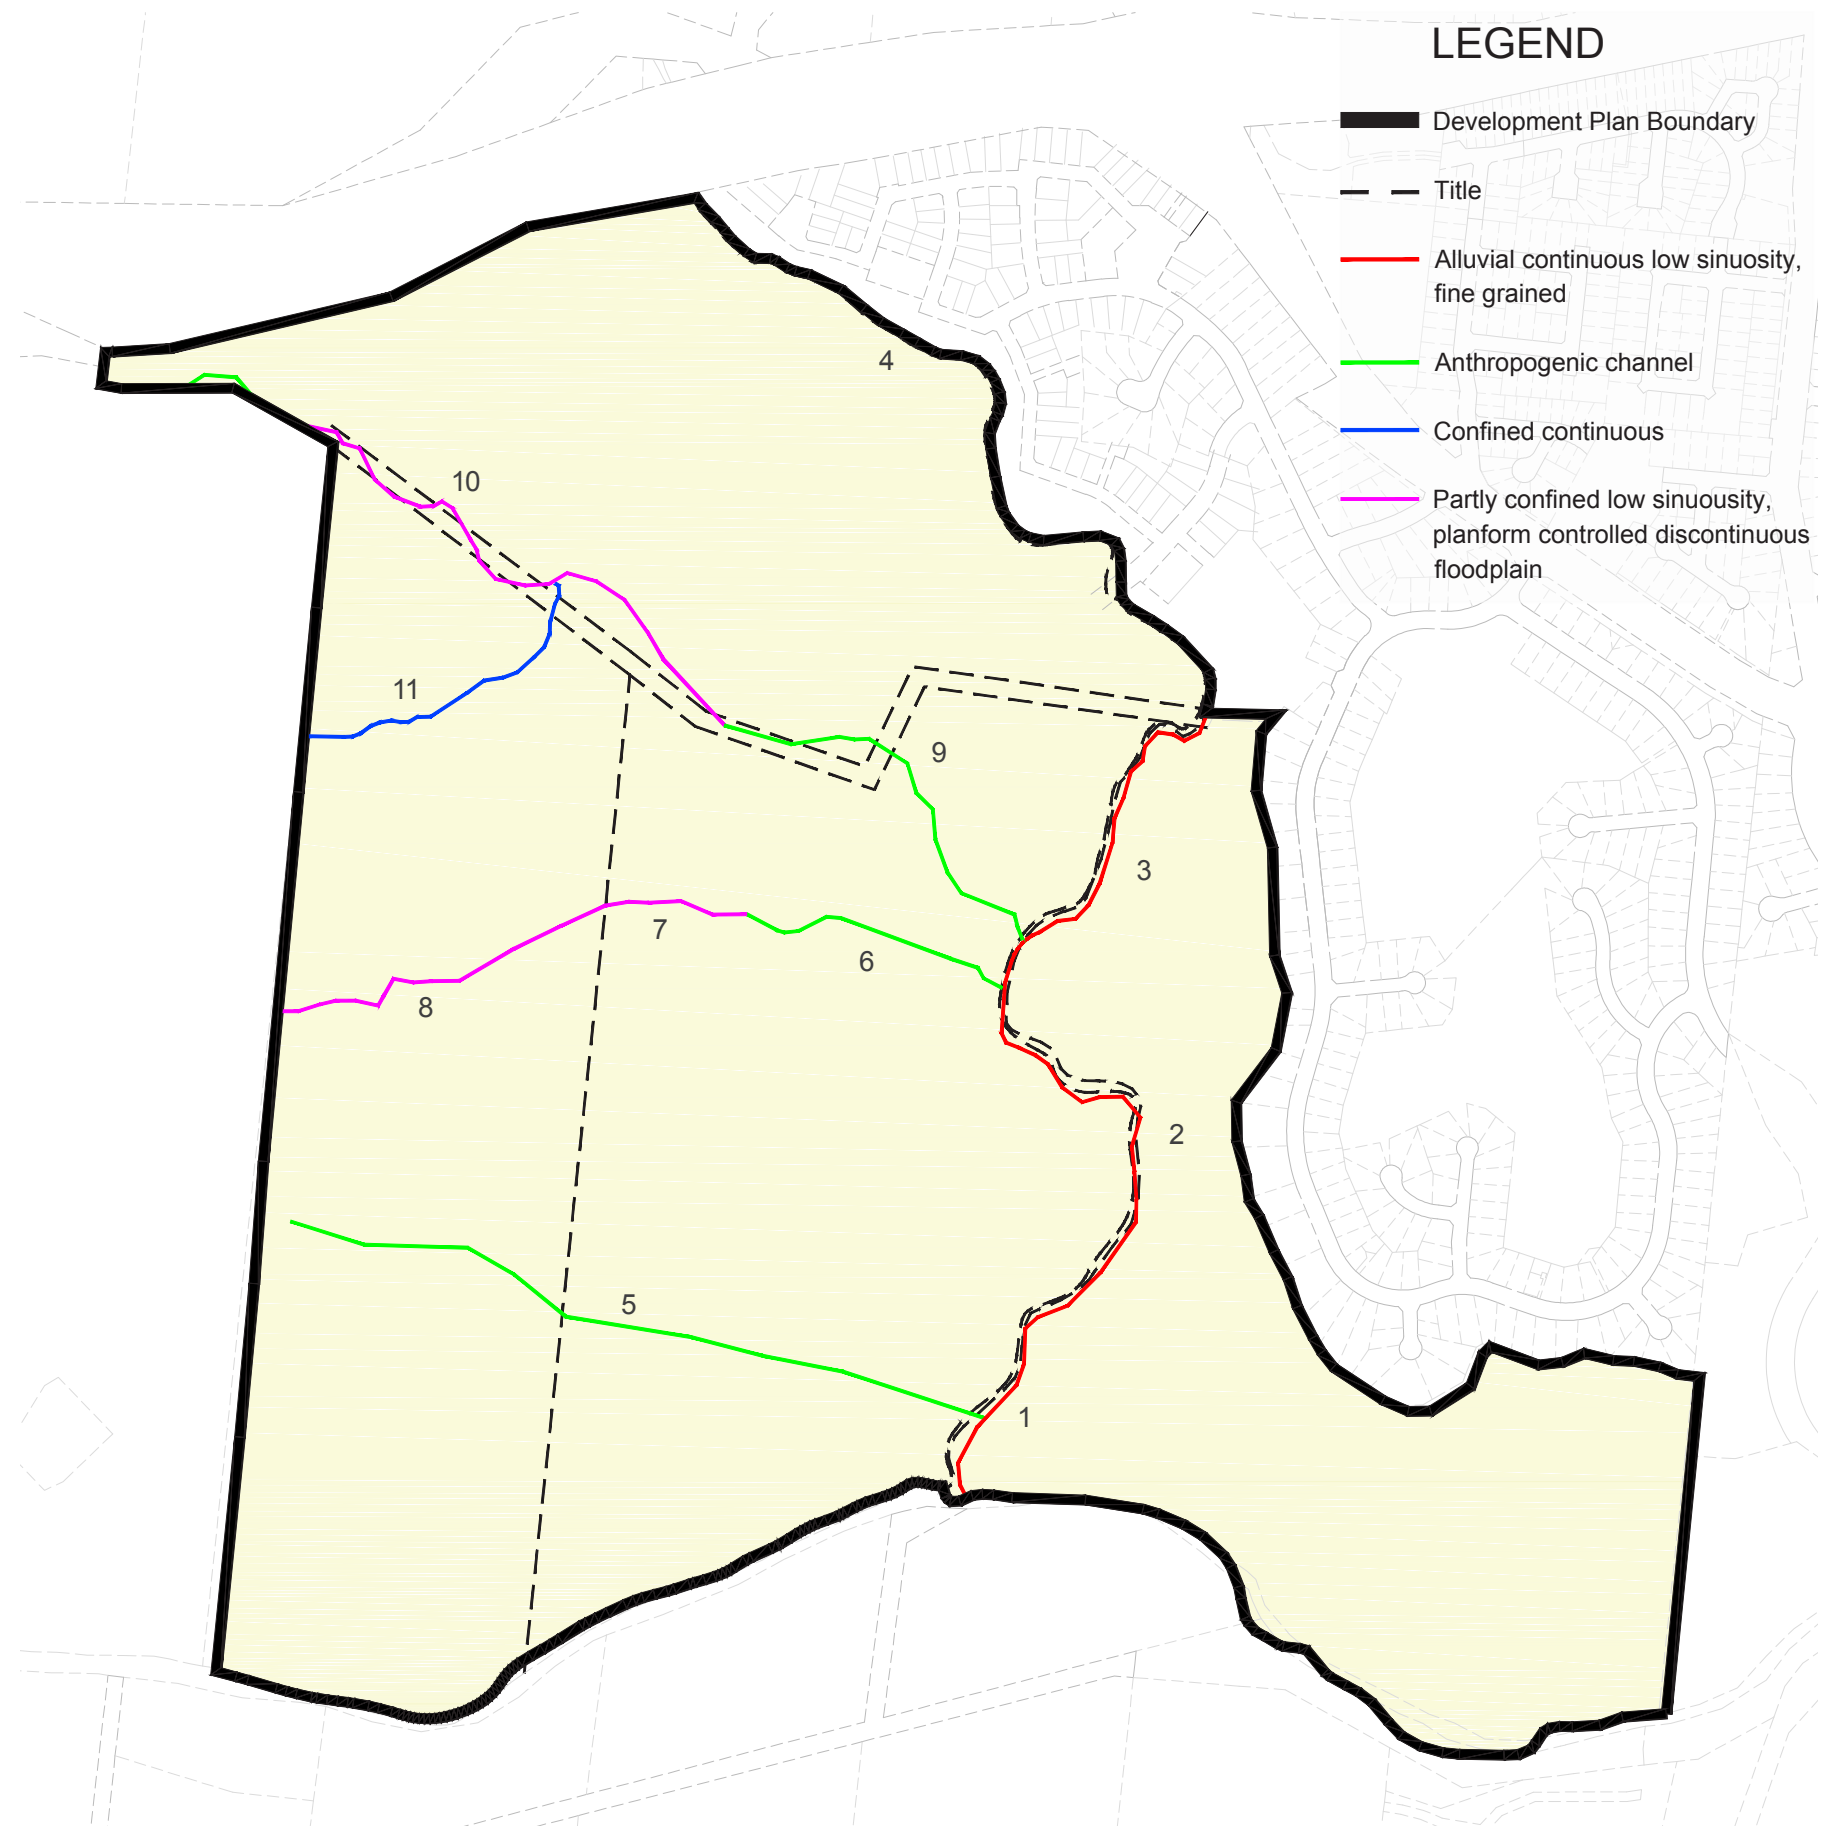 LEGEND
Development Plan Boundary
Title
Alluvial continuous low sinuosity,
fine grained
Anthropogenic channel
Confined continuous
Partly confined low sinuousity,
planform controlled discontinuous
floodplain
4
10
11
9
3
7
6
8
2
5
1